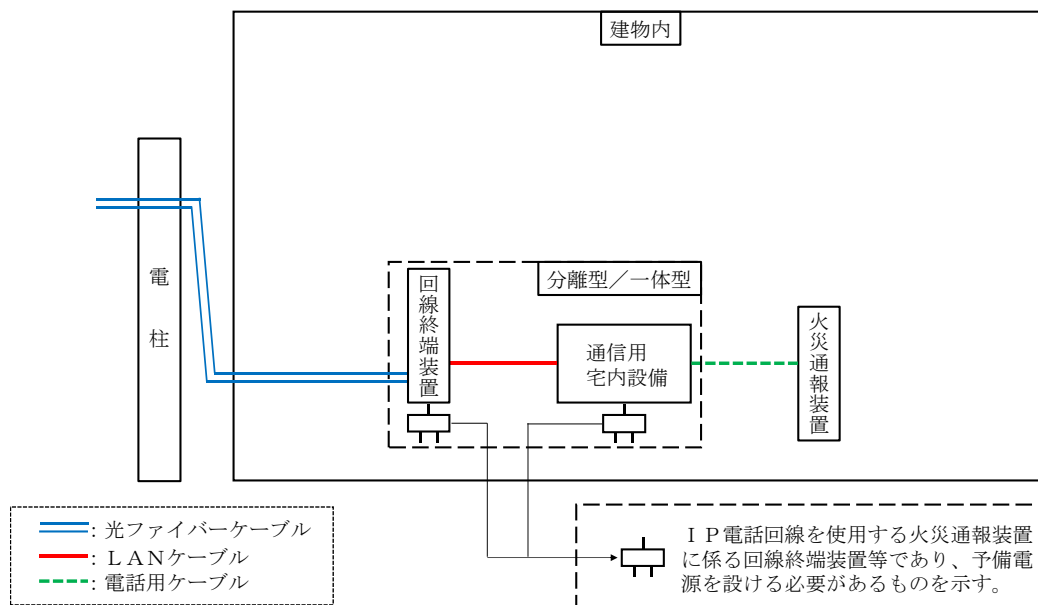 建物内
電柱
分離型／一体型
回線終端装置
通信用
宅内設備
火災通報装置
：光ファイバーケーブル
：ＬＡＮケーブル
：電話用ケーブル
ＩＰ電話回線を使用する火災通報装置
に係る回線終端装置等であり、予備電
源を設ける必要があるものを示す。